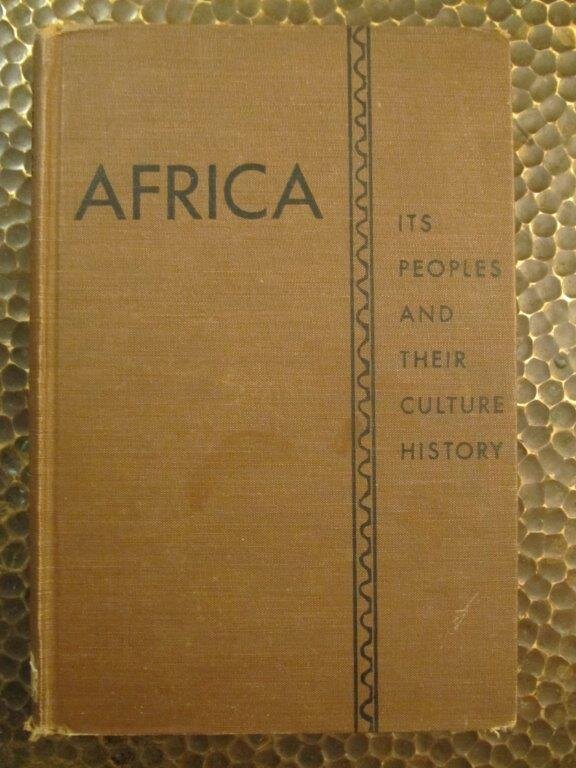 AFRICA
ITS
PEOPLES
AND
THEIR
CULTURE
HISTORY